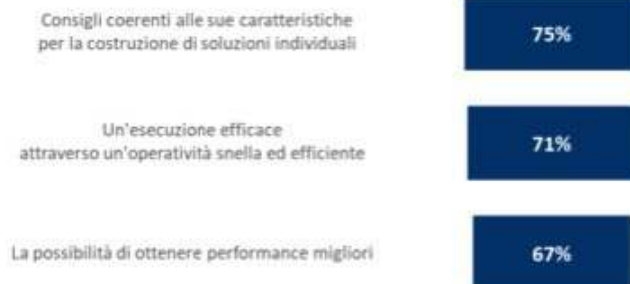 Consigli coerenti alle sue caratteristiche
per la costruzione di soluzioni individuali
75%
Un'esecuzione efficace
attraverso un'operatività snella ed efficiente
71%
La possibilità di ottenere performance migliori
67%